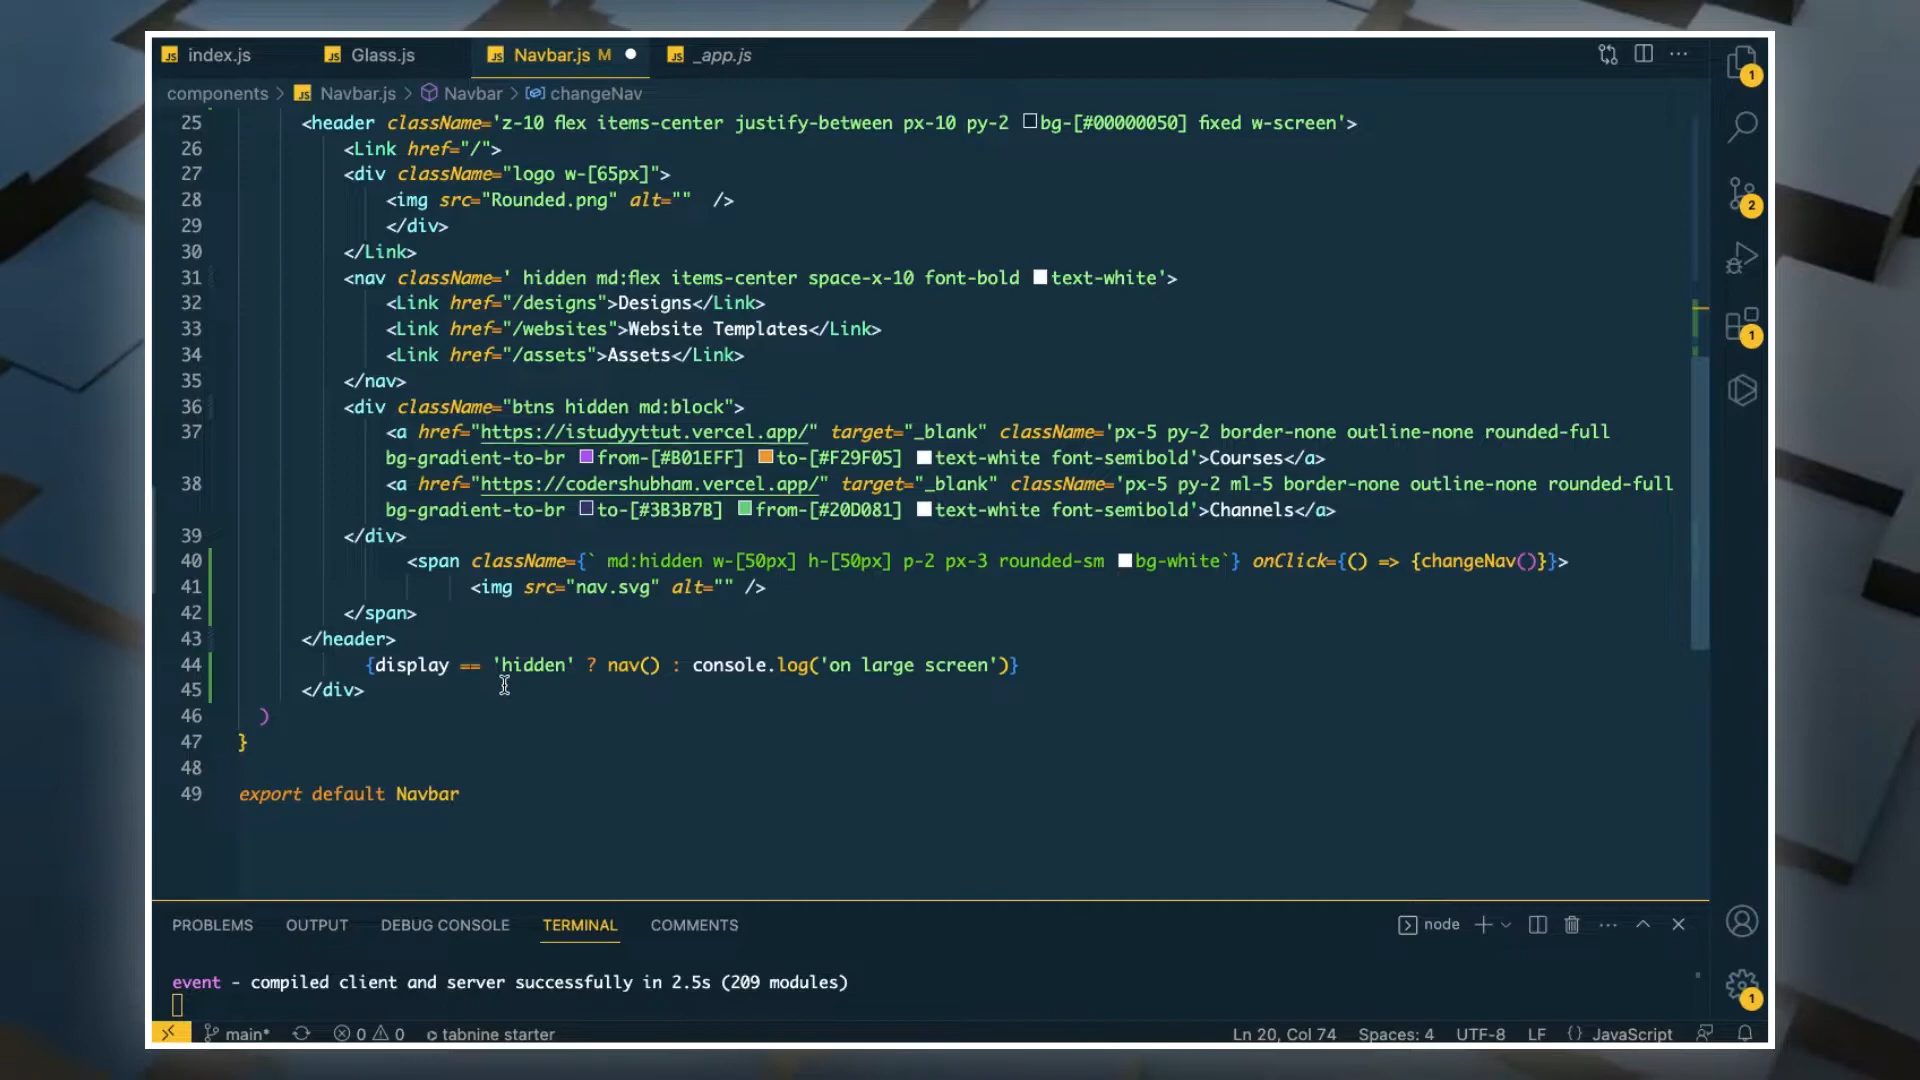 index.js
Glass.js
Navbar.js M
_app.js
components > Navbar.js > Navbar > changeNav
1
25 <header className='z-10 flex items-center justify-between px-10 py-2 bg-[#00000050] fixed w-screen'>
26 <Link href="/">
27 <div className="logo w-[65px]">
28 <img src="Rounded.png" alt="" />
29 </div>
30 </Link>
31 <nav className=' hidden md:flex items-center space-x-10 font-bold text-white'>
32 <Link href="/designs">Designs</Link>
33 <Link href="/websites">Website Templates</Link>
34 <Link href="/assets">Assets</Link>
35 </nav>
36 <div className="btns hidden md:block">
37 <a href="https://istudyyttut.vercel.app/" target="_blank" className='px-5 py-2 border-none outline-none rounded-full
bg-gradient-to-br from-[#B01EFF] to-[#F29F05] text-white font-semibold'>Courses</a>
38 <a href="https://codershubham.vercel.app/" target="_blank" className='px-5 py-2 ml-5 border-none outline-none rounded-full
bg-gradient-to-br to-[#3B3B7B] from-[#20D081] text-white font-semibold'>Channels</a>
39 </div>
40 <span className={` md:hidden w-[50px] h-[50px] p-2 px-3 rounded-sm bg-white`} onClick={() => {changeNav()}}>
41 <img src="nav.svg" alt="" />
42 </span>
43 </header>
44 {display == 'hidden' ? nav() : console.log('on large screen')}
45 </div>
46 )
47 }
48
49 export default Navbar
2
1
PROBLEMS OUTPUT DEBUG CONSOLE TERMINAL COMMENTS
node
event - compiled client and server successfully in 2.5s (209 modules)
1
main* 0 0 tabnine starter
Ln 20, Col 74 Spaces: 4 UTF-8 LF {} JavaScript